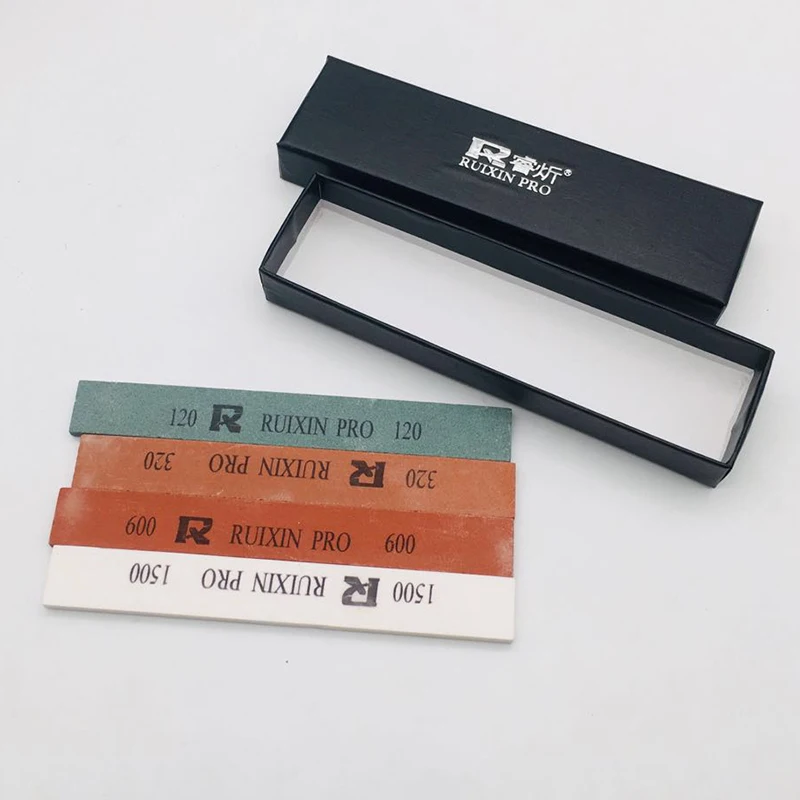 R 睿炘®
RUIXIN PRO
120 R RUIXIN PRO 120
320 R RUIXIN PRO 320
600 R RUIXIN PRO 600
1500 R RUIXIN PRO 1500